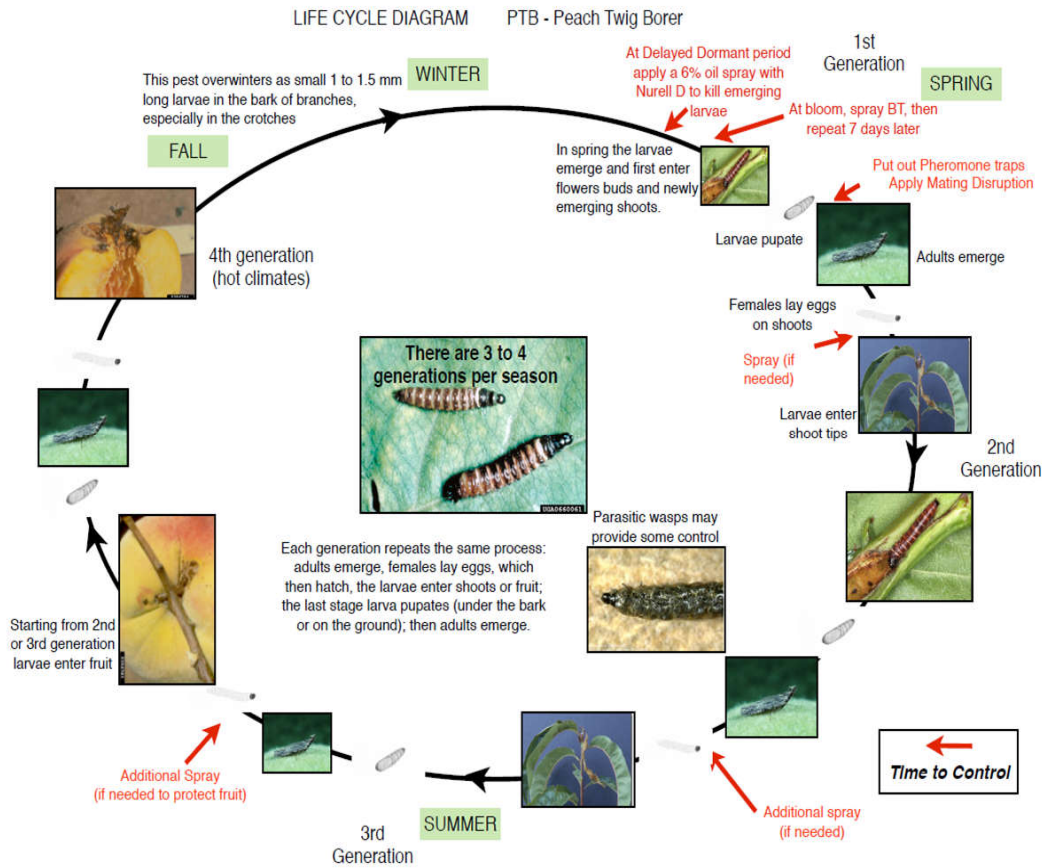 LIFE CYCLE DIAGRAM PTB - Peach Twig Borer
This pest overwinters as small 1 to 1.5 mm
long larvae in the bark of branches,
especially in the crotches
WINTER
FALL
At Delayed Dormant period
apply a 6% oil spray with
Nurell D to kill emerging
larvae
1st
Generation
SPRING
At bloom, spray BT, then
repeat 7 days later
In spring the larvae
emerge and first enter
flowers buds and newly
emerging shoots.
Put out Pheromone traps
Apply Mating Disruption
Larvae pupate
Adults emerge
4th generation
(hot climates)
Females lay eggs
on shoots
Spray (if
needed)
Larvae enter
shoot tips
There are 3 to 4
generations per season
UGA0660061
2nd
Generation
Parasitic wasps may
provide some control
Each generation repeats the same process:
adults emerge, females lay eggs, which
then hatch, the larvae enter shoots or fruit;
the last stage larva pupates (under the bark
or on the ground); then adults emerge.
Starting from 2nd
or 3rd generation
larvae enter fruit
Additional Spray
(if needed to protect fruit)
SUMMER
3rd
Generation
Additional spray
(if needed)
Time to Control